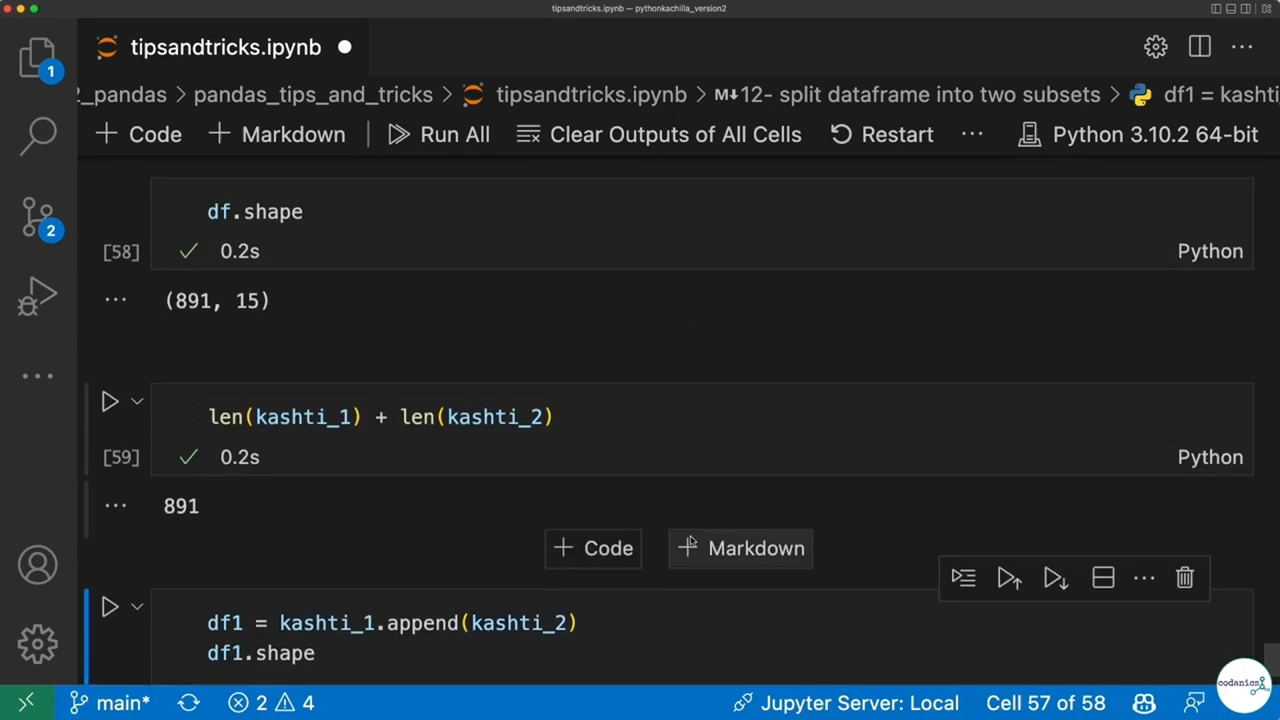 tipsandtricks.ipynb — pythonkachilla_version2
tipsandtricks.ipynb
1
2_pandas > pandas_tips_and_tricks > tipsandtricks.ipynb > M↓12- split dataframe into two subsets > df1 = kashti
+ Code + Markdown Run All Clear Outputs of All Cells Restart ... Python 3.10.2 64-bit
df.shape
2
[58] ✓ 0.2s Python
... (891, 15)
len(kashti_1) + len(kashti_2)
[59] ✓ 0.2s Python
... 891
+ Code + Markdown
df1 = kashti_1.append(kashti_2)
df1.shape
codanics
main* 2 4 Jupyter Server: Local Cell 57 of 58